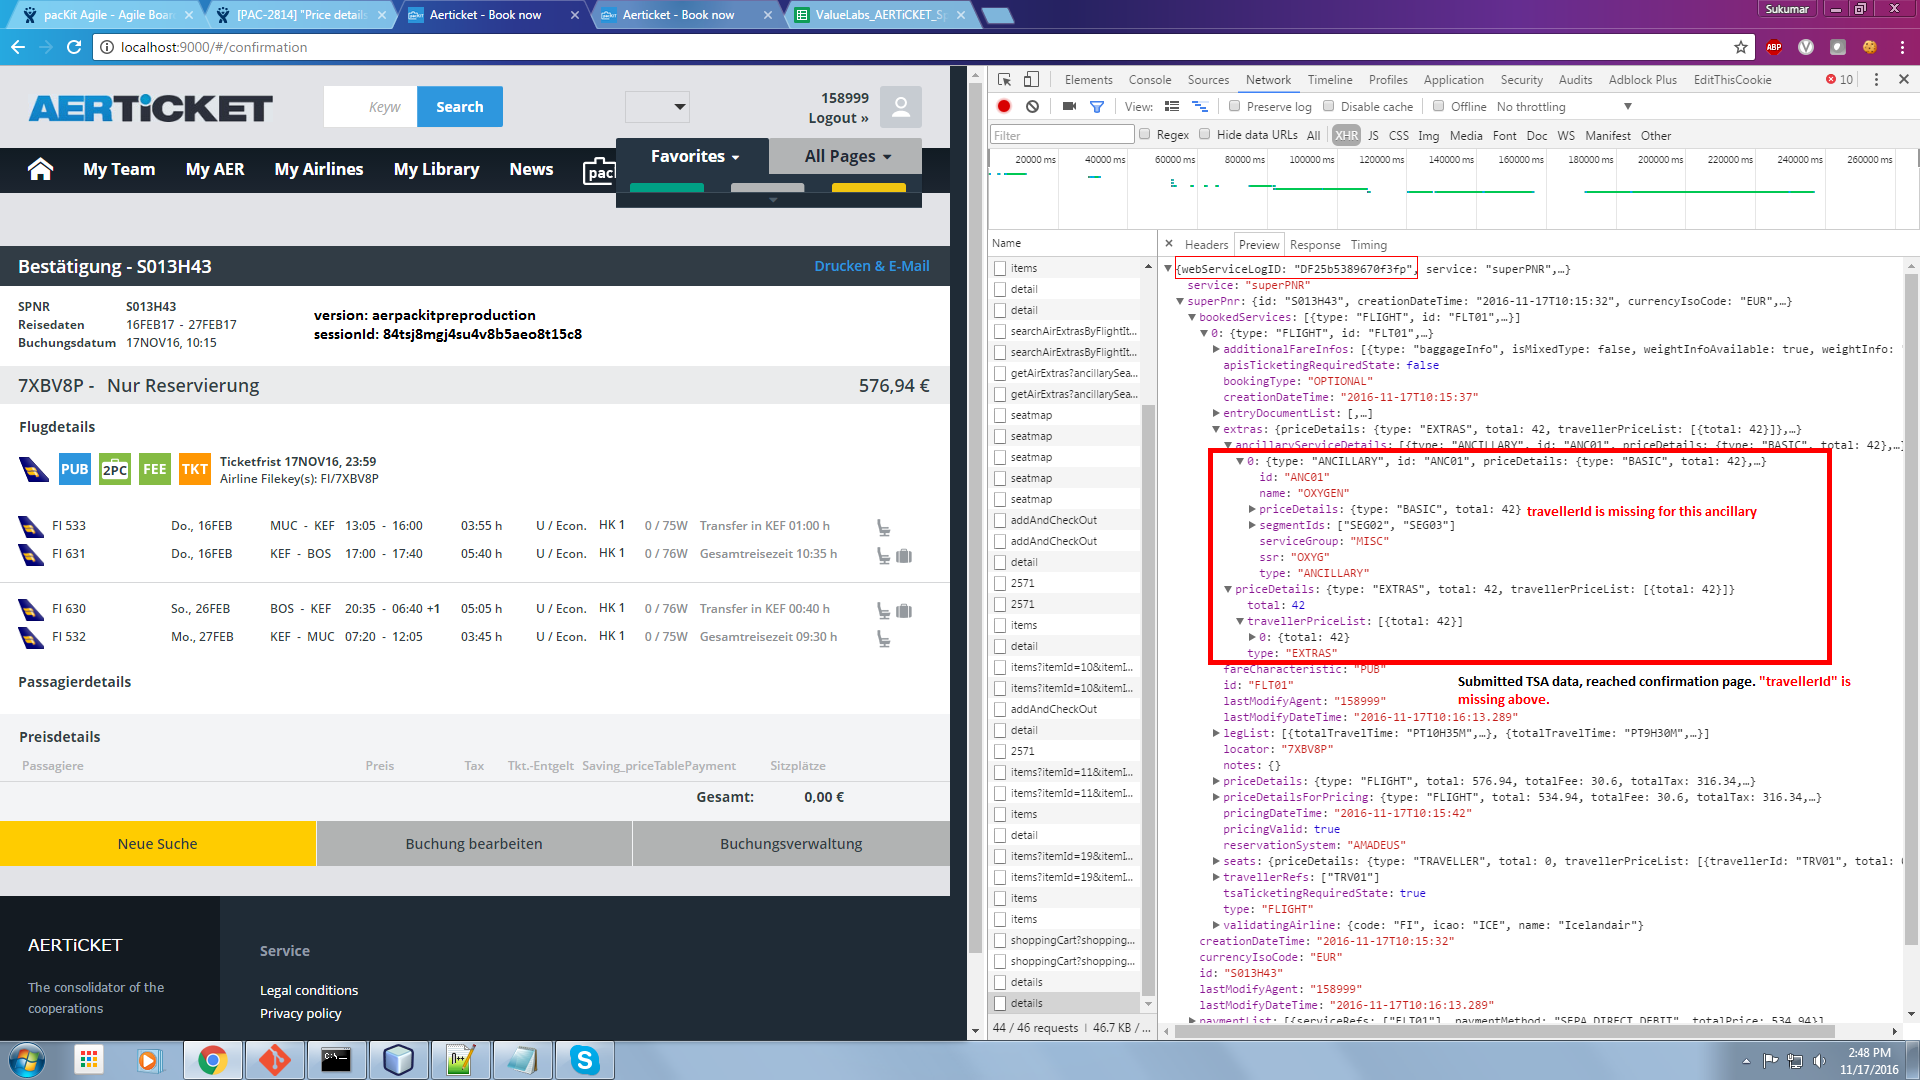 packit Agile - Agile Boar
[PAC-2814] "Price details
Aerticket - Book now
Aerticket - Book now
ValueLabs_AERTiCKET_S
Sukumar
localhost:9000/#/confirmation
AERTiCKET
Keyw
Search
158999
Logout »
Favorites
All Pages
My Team
My AER
My Airlines
My Library
News
pac
Bestätigung - S013H43
Drucken & E-Mail
SPNR S013H43
Reisedaten 16FEB17 - 27FEB17
Buchungsdatum 17NOV16, 10:15
version: aerpackitpreproduction
sessionId: 84tsj8mgj4su4v8b5aeo8t15c8
7XBV8P - Nur Reservierung 576,94 €
Flugdetails
PUB 2PC FEE TKT
Ticketfrist 17NOV16, 23:59
Airline Filekey(s): FI/7XBV8P
FI 533 Do., 16FEB MUC - KEF 13:05 - 16:00 03:55 h U / Econ. HK 1 0 / 75W Transfer in KEF 01:00 h
FI 631 Do., 16FEB KEF - BOS 17:00 - 17:40 05:40 h U / Econ. HK 1 0 / 76W Gesamtreisezeit 10:35 h
FI 630 So., 26FEB BOS - KEF 20:35 - 06:40 +1 05:05 h U / Econ. HK 1 0 / 76W Transfer in KEF 00:40 h
FI 532 Mo., 27FEB KEF - MUC 07:20 - 12:05 03:45 h U / Econ. HK 1 0 / 75W Gesamtreisezeit 09:30 h
Passagierdetails
Preisdetails
Passagiere Preis Tax Tkt.-Entgelt Saving_priceTablePayment Sitzplätze
Gesamt: 0,00 €
Neue Suche
Buchung bearbeiten
Buchungsverwaltung
AERTiCKET
The consolidator of the
cooperations
Service
Legal conditions
Privacy policy
Elements Console Sources Network Timeline Profiles Application Security Audits Adblock Plus EditThisCookie 10
View: Preserve log Disable cache Offline No throttling
Filter Regex Hide data URLs All XHR JS CSS Img Media Font Doc WS Manifest Other
20000 ms 40000 ms 60000 ms 80000 ms 100000 ms 120000 ms 140000 ms 160000 ms 180000 ms 200000 ms 220000 ms 240000 ms 260000 ms
Name
items
detail
detail
searchAirExtrasByFlightIt...
searchAirExtrasByFlightIt...
getAirExtras?ancillarySea...
getAirExtras?ancillarySea...
seatmap
seatmap
seatmap
seatmap
seatmap
addAndCheckOut
addAndCheckOut
detail
2571
2571
items
detail
items?itemId=10&itemI...
items?itemId=10&itemI...
addAndCheckOut
detail
2571
items?itemId=11&itemI...
items?itemId=11&itemI...
items
detail
items?itemId=19&itemI...
items?itemId=19&itemI...
items
items
shoppingCart?shopping...
shoppingCart?shopping...
details
details
44 / 46 requests | 46.7 KB / ...
Headers Preview Response Timing
{webServiceLogID: "DF25b5389670f3fp", service: "superPNR",…}
service: "superPNR"
superPnr: {id: "S013H43", creationDateTime: "2016-11-17T10:15:32", currencyIsoCode: "EUR",…}
bookedServices: [{type: "FLIGHT", id: "FLT01",…}]
0: {type: "FLIGHT", id: "FLT01",…}
additionalFareInfos: [{type: "baggageInfo", isMixedType: false, weightInfoAvailable: true, weightInfo:
apisTicketingRequiredState: false
bookingType: "OPTIONAL"
creationDateTime: "2016-11-17T10:15:37"
entryDocumentList: [,…]
extras: {priceDetails: {type: "EXTRAS", total: 42, travellerPriceList: [{total: 42}]},…}
ancillaryServiceDetails: [{type: "ANCILLARY", id: "ANC01", priceDetails: {type: "BASIC", total: 42},…
0: {type: "ANCILLARY", id: "ANC01", priceDetails: {type: "BASIC", total: 42},…}
id: "ANC01"
name: "OXYGEN"
priceDetails: {type: "BASIC", total: 42} travellerId is missing for this ancillary
segmentIds: ["SEG02", "SEG03"]
serviceGroup: "MISC"
ssr: "OXYG"
type: "ANCILLARY"
priceDetails: {type: "EXTRAS", total: 42, travellerPriceList: [{total: 42}]}
total: 42
travellerPriceList: [{total: 42}]
0: {total: 42}
type: "EXTRAS"
fareCharacteristic: "PUB"
id: "FLT01"
Submitted TSA data, reached confirmation page. "travellerId" is
missing above.
lastModifyAgent: "158999"
lastModifyDateTime: "2016-11-17T10:16:13.289"
legList: [{totalTravelTime: "PT10H35M",…}, {totalTravelTime: "PT9H30M",…}]
locator: "7XBV8P"
notes: {}
priceDetails: {type: "FLIGHT", total: 576.94, totalFee: 30.6, totalTax: 316.34,…}
priceDetailsForPricing: {type: "FLIGHT", total: 534.94, totalFee: 30.6, totalTax: 316.34,…}
pricingDateTime: "2016-11-17T10:15:42"
pricingValid: true
reservationSystem: "AMADEUS"
seats: {priceDetails: {type: "TRAVELLER", total: 0, travellerPriceList: [{travellerId: "TRV01", total:
travellerRefs: ["TRV01"]
tsaTicketingRequiredState: true
type: "FLIGHT"
validatingAirline: {code: "FI", icao: "ICE", name: "Icelandair"}
creationDateTime: "2016-11-17T10:15:32"
currencyIsoCode: "EUR"
id: "S013H43"
lastModifyAgent: "158999"
lastModifyDateTime: "2016-11-17T10:16:13.289"
paymentList: [{serviceRefs: ["FLT01"], paymentMethod: "SEPA_DIRECT_DEBIT", totalPrice: 534.94}]
2:48 PM
11/17/2016